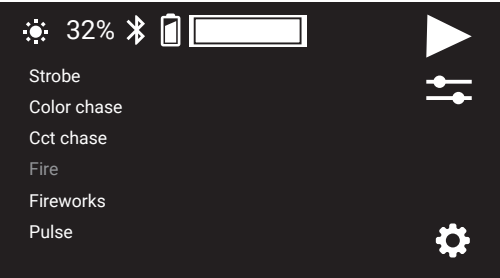 32%
Strobe
Color chase
Cct chase
Fire
Fireworks
Pulse